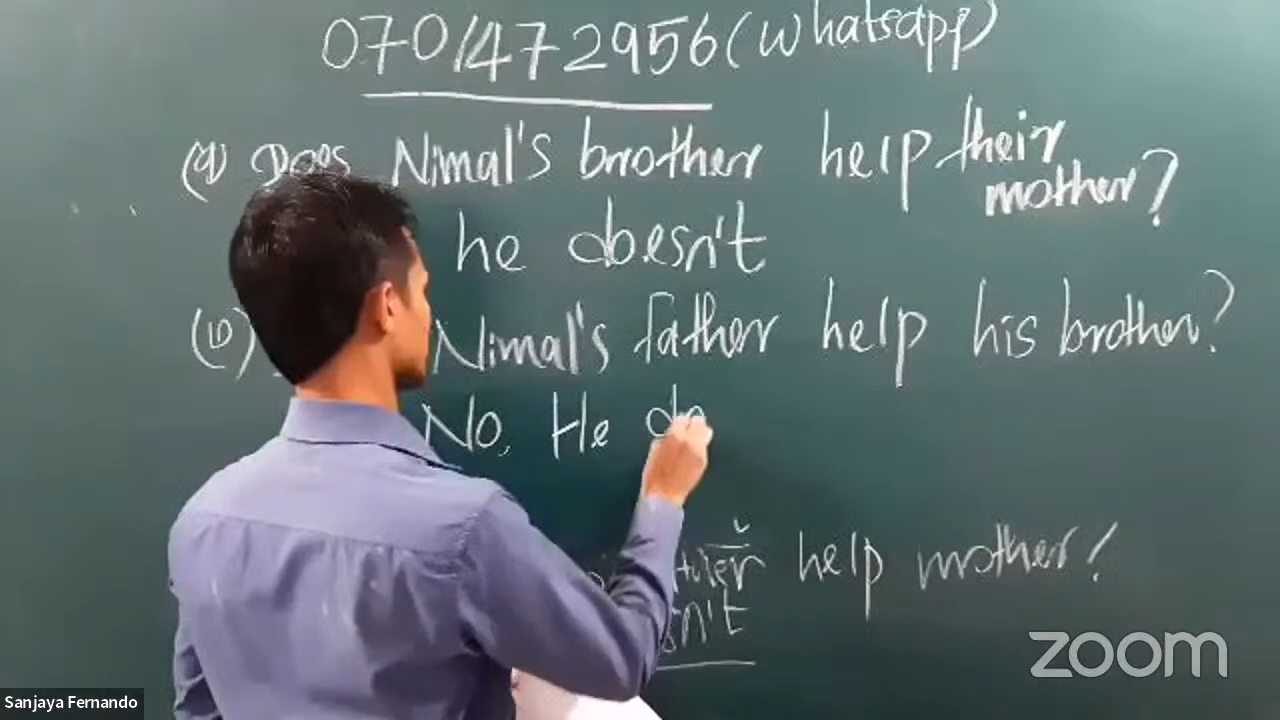 0701472956 (Whatsapp)
(a) Does Nimal's brother help their
mother?
he doesn't
(b) Nimal's father help his brother?
No, He do
help mother?
zoom
Sanjaya Fernando